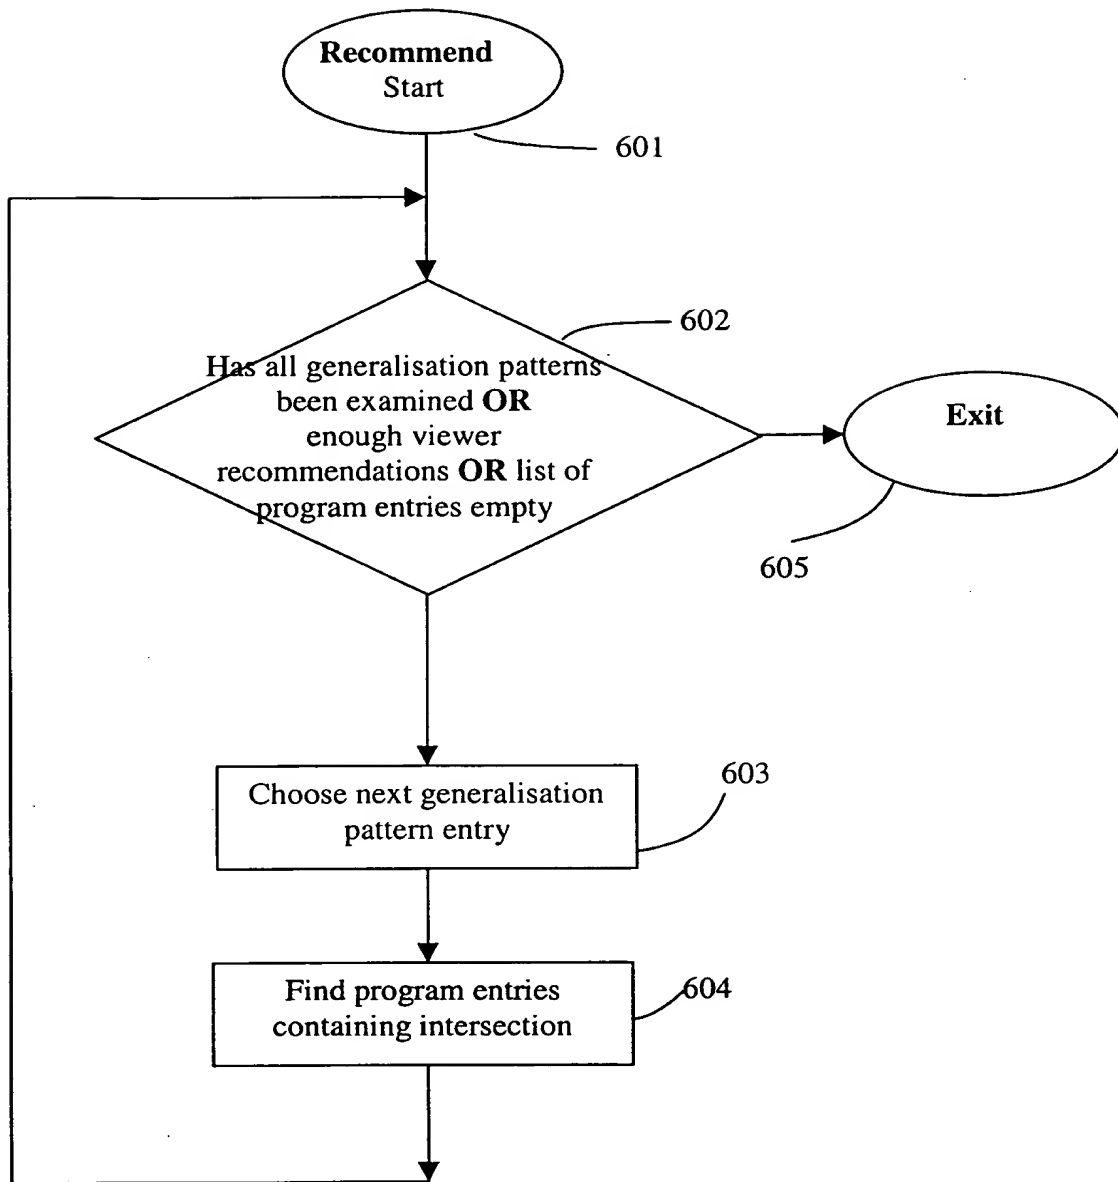 Recommend
Start
601
602
Has all generalisation patterns
been examined OR
enough viewer
recommendations OR list of
program entries empty
Exit
605
603
Choose next generalisation
pattern entry
Find program entries
containing intersection
604